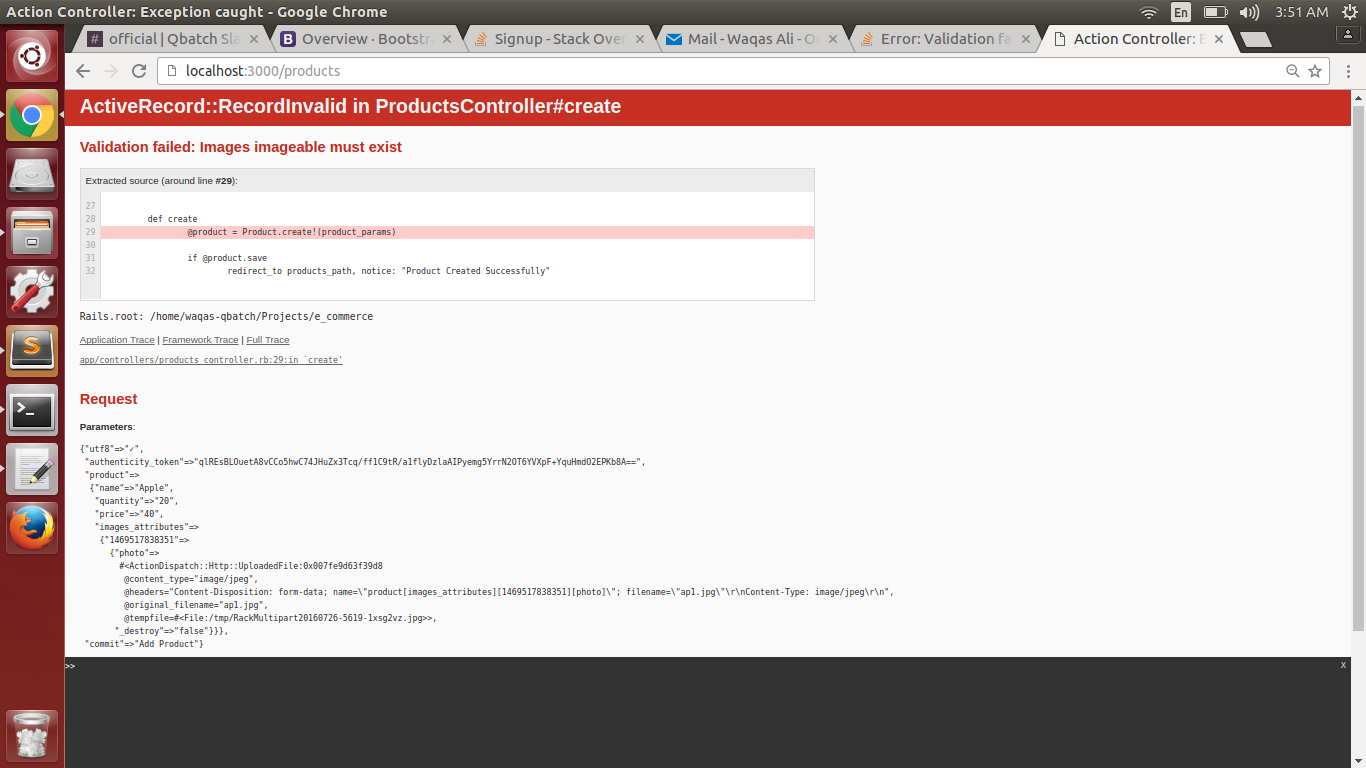 Action Controller: Exception caught - Google Chrome
En
3:51 AM
# official | Qbatch Sla
B Overview · Bootstr
Signup - Stack Over
Mail - Waqas Ali - O
Error: Validation fa
Action Controller: E
localhost:3000/products
ActiveRecord::RecordInvalid in ProductsController#create
Validation failed: Images imageable must exist
Extracted source (around line #29):
27
28 def create
29 @product = Product.create!(product_params)
30
31 if @product.save
32 redirect_to products_path, notice: "Product Created Successfully"
Rails.root: /home/waqas-qbatch/Projects/e_commerce
Application Trace | Framework Trace | Full Trace
app/controllers/products_controller.rb:29:in `create'
Request
Parameters:
{"utf8"=>"✓",
"authenticity_token"=>"qlREsBLOuetA8vCCo5hwC74JHuZx3Tcq/ff1C9tR/a1flyDzlaAIPyemg5YrrN2OT6YVXpF+YquHmdO2EPKb8A==",
"product"=>
{"name"=>"Apple",
"quantity"=>"20",
"price"=>"40",
"images_attributes"=>
{"1469517838351"=>
{"photo"=>
#<ActionDispatch::Http::UploadedFile:0x007fe9d63f39d8
@content_type="image/jpeg",
@headers="Content-Disposition: form-data; name=\"product[images_attributes][1469517838351][photo]\"; filename=\"ap1.jpg\"\r\nContent-Type: image/jpeg\r\n",
@original_filename="ap1.jpg",
@tempfile=#<File:/tmp/RackMultipart20160726-5619-1xsg2vz.jpg>>,
"_destroy"=>"false"}}},
"commit"=>"Add Product"}
>>
x